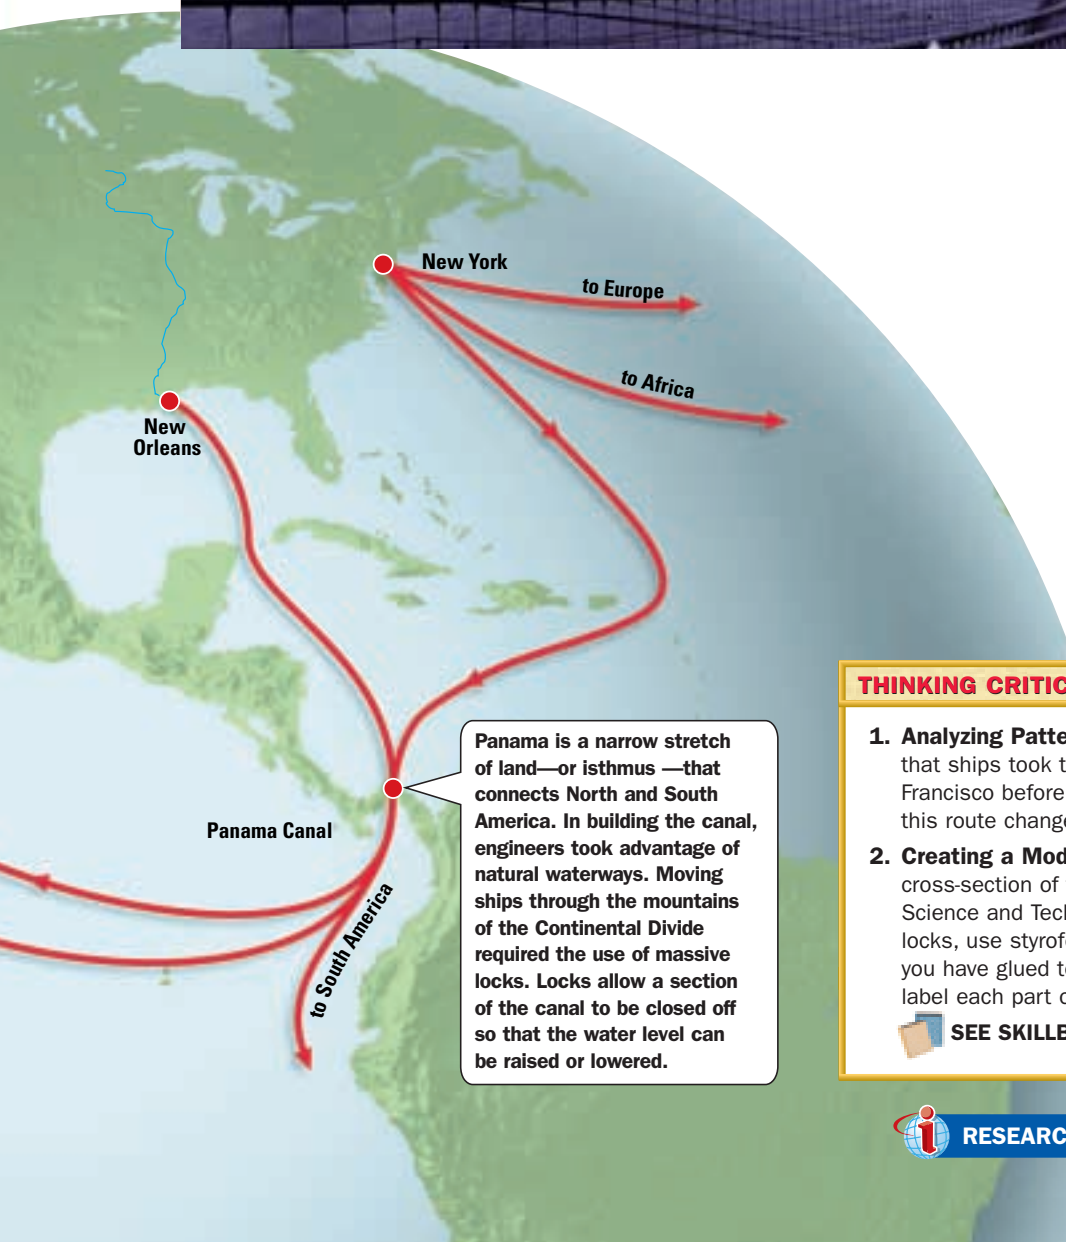 New York
to Europe
to Africa
New
Orleans
Panama is a narrow stretch
of land—or isthmus —that
connects North and South
America. In building the canal,
engineers took advantage of
natural waterways. Moving
ships through the mountains
of the Continental Divide
required the use of massive
locks. Locks allow a section
of the canal to be closed off
so that the water level can
be raised or lowered.
Panama Canal
to South America
THINKING CRITIC
1. Analyzing Patte
that ships took t
Francisco before
this route change
2. Creating a Mod
cross-section of
Science and Tech
locks, use styrofo
you have glued to
label each part o
SEE SKILLB
RESEARC